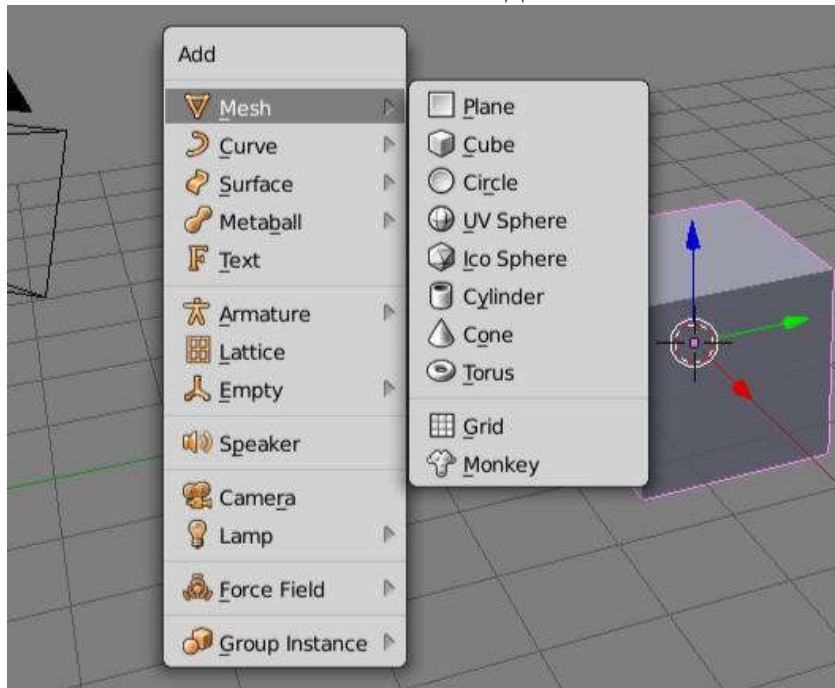 Add
Mesh
Curve
Surface
Metaball
Text
Armature
Lattice
Empty
Speaker
Camera
Lamp
Force Field
Group Instance
Plane
Cube
Circle
UV Sphere
Ico Sphere
Cylinder
Cone
Torus
Grid
Monkey